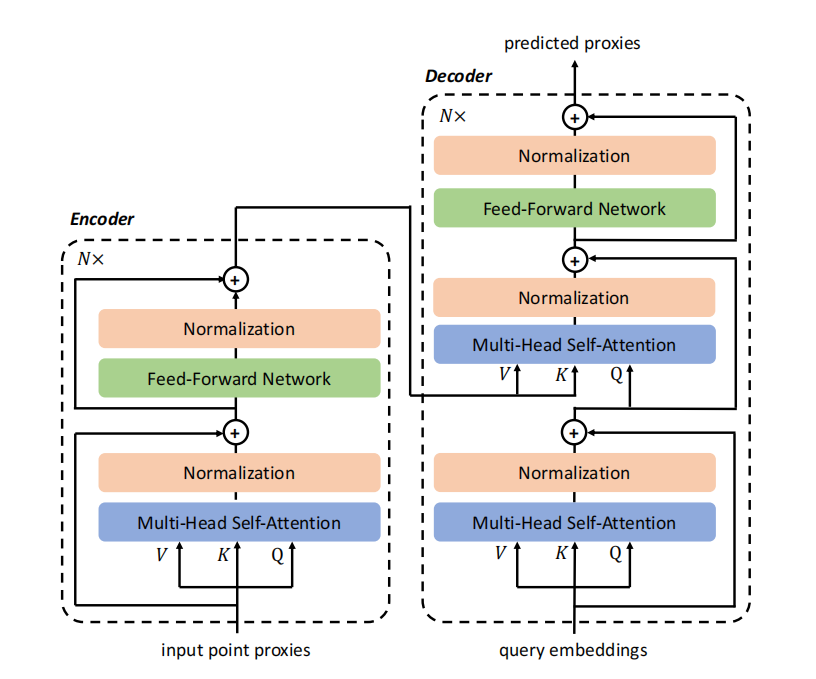 predicted proxies
Decoder
N×
+
Normalization
Feed-Forward Network
+
Normalization
Multi-Head Self-Attention
V K Q
+
Normalization
Multi-Head Self-Attention
V K Q
query embeddings
Encoder
N×
+
Normalization
Feed-Forward Network
+
Normalization
Multi-Head Self-Attention
V K Q
input point proxies